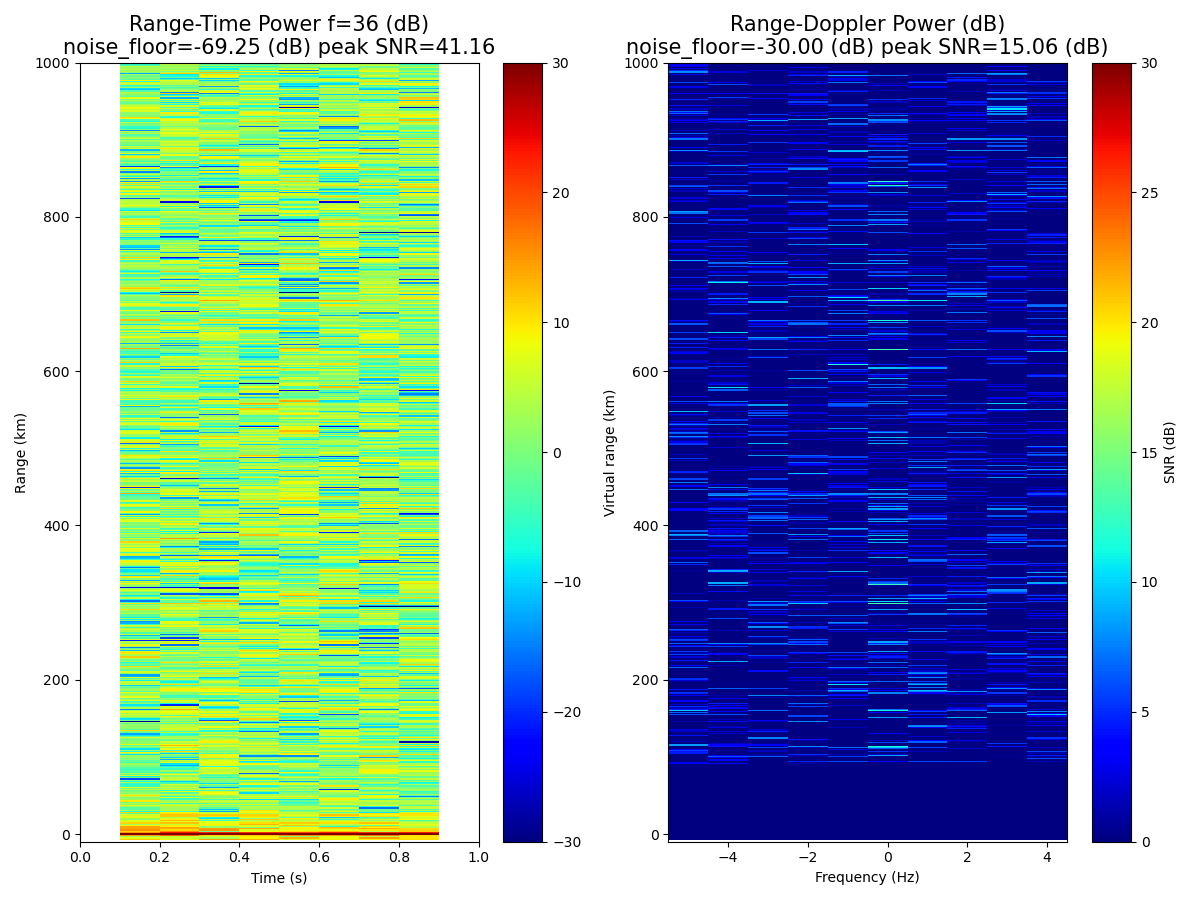 Range-Time Power f=36 (dB)
noise_floor=-69.25 (dB) peak SNR=41.16
1000
800
600
400
200
0
Range (km)
0.0 0.2 0.4 0.6 0.8 1.0
Time (s)
30
20
10
0
−10
−20
−30
Range-Doppler Power (dB)
noise_floor=-30.00 (dB) peak SNR=15.06 (dB)
1000
800
600
400
200
0
Virtual range (km)
−4 −2 0 2 4
Frequency (Hz)
30
25
20
15
10
5
0
SNR (dB)